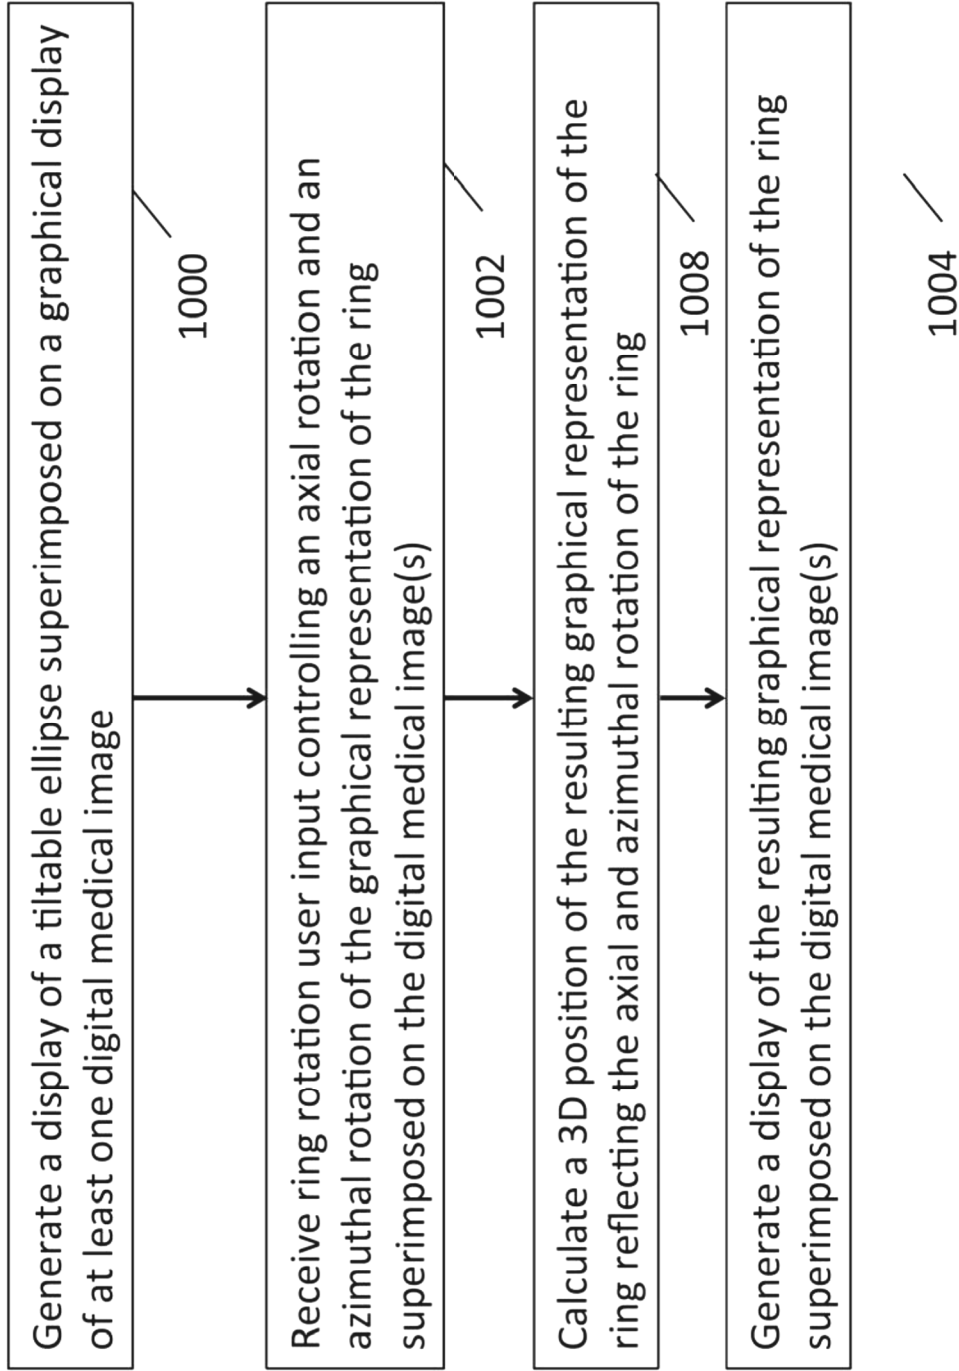 Generate a display of a tiltable ellipse superimposed on a graphical display
of at least one digital medical image
1000
Receive ring rotation user input controlling an axial rotation and an
azimuthal rotation of the graphical representation of the ring
superimposed on the digital medical image(s)
1002
Calculate a 3D position of the resulting graphical representation of the
ring reflecting the axial and azimuthal rotation of the ring
1008
Generate a display of the resulting graphical representation of the ring
superimposed on the digital medical image(s)
1004